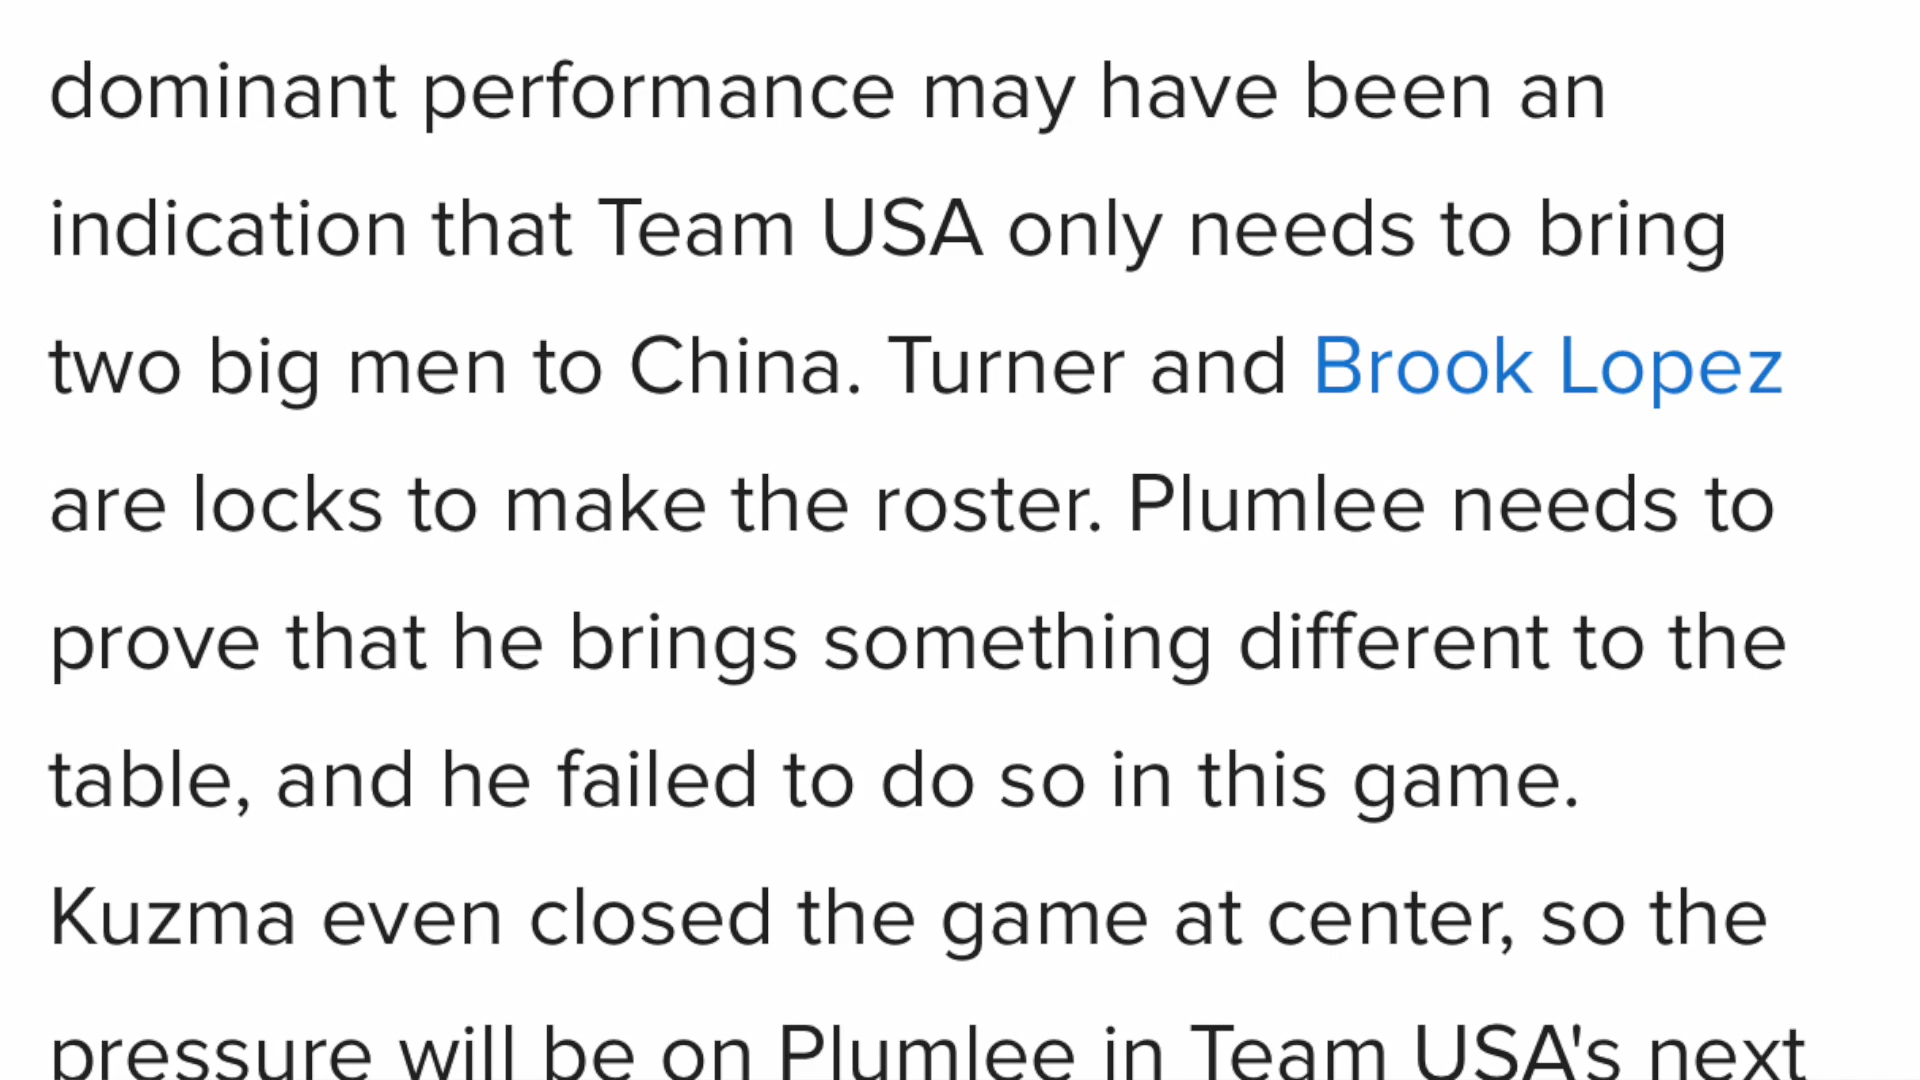 dominant performance may have been an
indication that Team USA only needs to bring
two big men to China. Turner and Brook Lopez
are locks to make the roster. Plumlee needs to
prove that he brings something different to the
table, and he failed to do so in this game.
Kuzma even closed the game at center, so the
pressure will be on Plumlee in Team USA's next